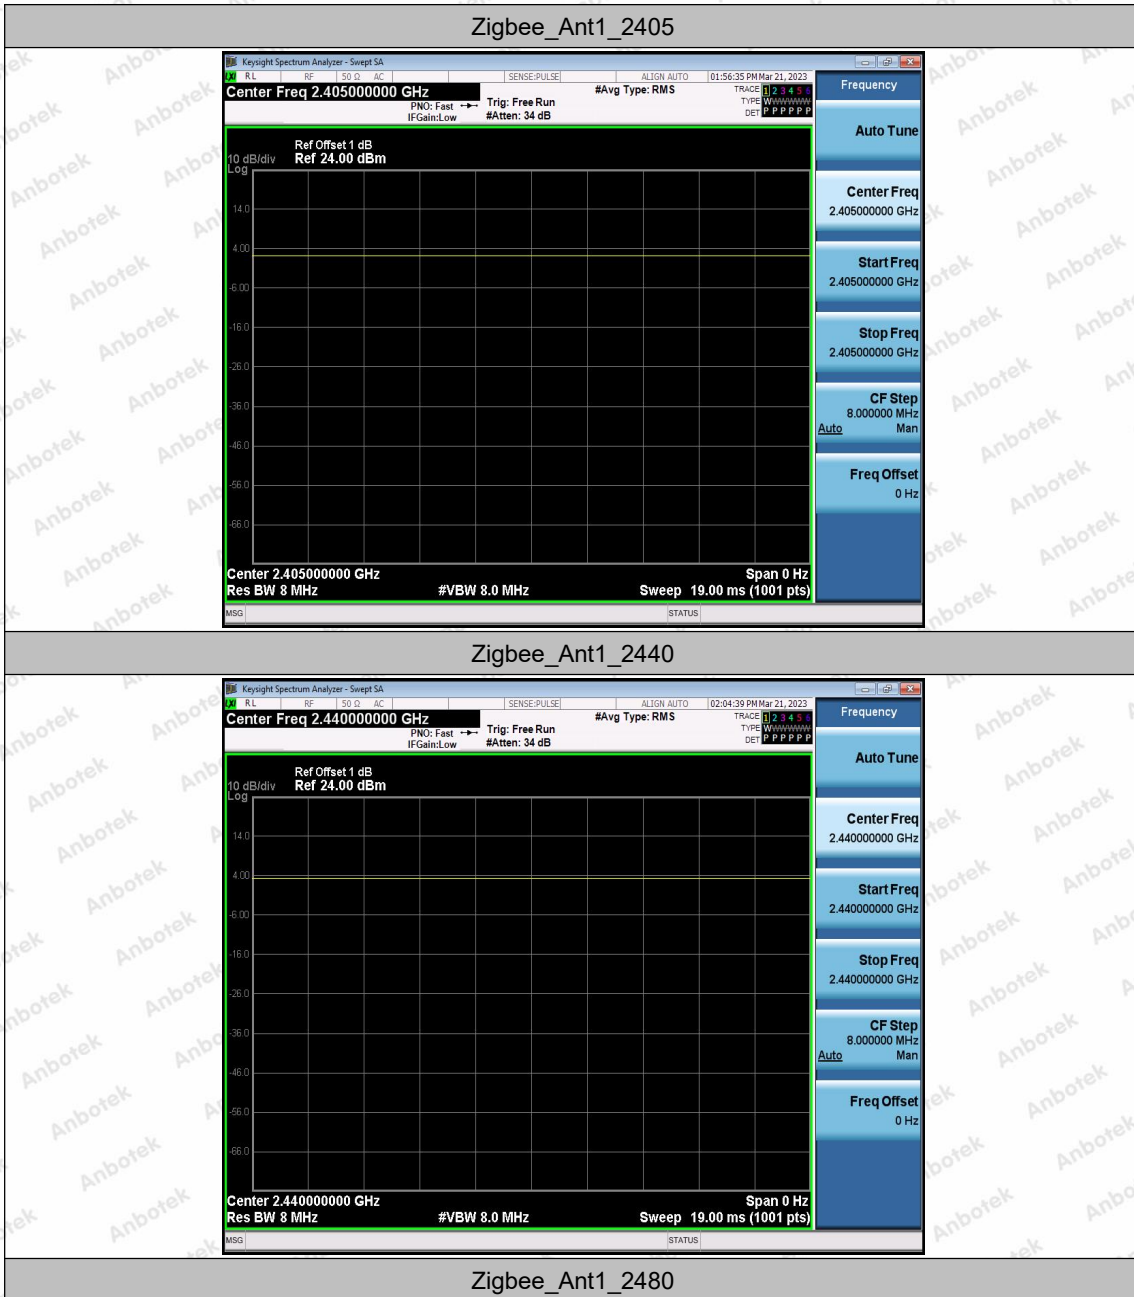 Zigbee_Ant1_2405
Keysight Spectrum Analyzer - Swept SA
LXI RL RF 50 Ω AC SENSE:PULSE ALIGN AUTO 01:56:35 PM Mar 21, 2023
Center Freq 2.405000000 GHz
PNO: Fast
IFGain:Low
Trig: Free Run
#Atten: 34 dB
#Avg Type: RMS
TRACE 1 2 3 4 5 6
TYPE WWWWWW
DET P P P P P P
Frequency
Auto Tune
Center Freq
2.405000000 GHz
Start Freq
2.405000000 GHz
Stop Freq
2.405000000 GHz
CF Step
8.000000 MHz
Auto Man
Freq Offset
0 Hz
Ref Offset 1 dB
10 dB/div Ref 24.00 dBm
Log
14.0
4.00
-6.00
-16.0
-26.0
-36.0
-46.0
-56.0
-66.0
Center 2.405000000 GHz Span 0 Hz
Res BW 8 MHz #VBW 8.0 MHz Sweep 19.00 ms (1001 pts)
MSG STATUS
Zigbee_Ant1_2440
Keysight Spectrum Analyzer - Swept SA
LXI RL RF 50 Ω AC SENSE:PULSE ALIGN AUTO 02:04:39 PM Mar 21, 2023
Center Freq 2.440000000 GHz
PNO: Fast
IFGain:Low
Trig: Free Run
#Atten: 34 dB
#Avg Type: RMS
TRACE 1 2 3 4 5 6
TYPE WWWWWW
DET P P P P P P
Frequency
Auto Tune
Center Freq
2.440000000 GHz
Start Freq
2.440000000 GHz
Stop Freq
2.440000000 GHz
CF Step
8.000000 MHz
Auto Man
Freq Offset
0 Hz
Ref Offset 1 dB
10 dB/div Ref 24.00 dBm
Log
14.0
4.00
-6.00
-16.0
-26.0
-36.0
-46.0
-56.0
-66.0
Center 2.440000000 GHz Span 0 Hz
Res BW 8 MHz #VBW 8.0 MHz Sweep 19.00 ms (1001 pts)
MSG STATUS
Zigbee_Ant1_2480
Anbotek